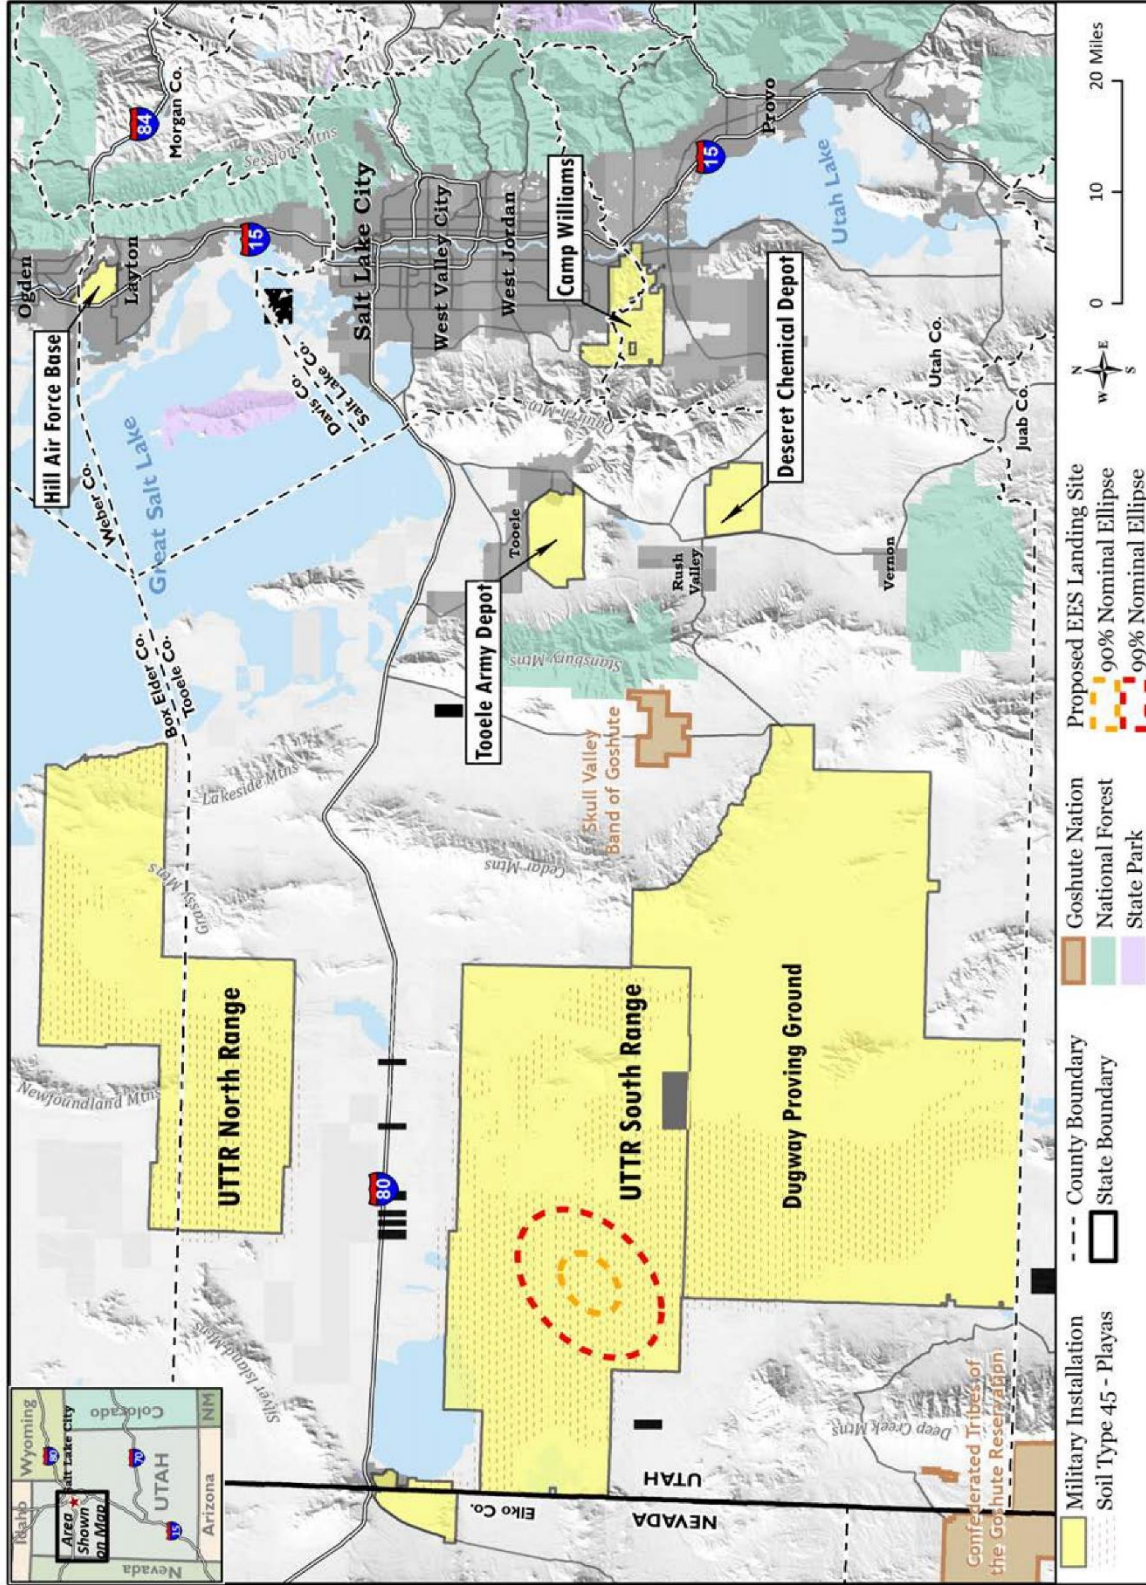 Idaho
Wyoming
80
Salt Lake City
Area
Shown
on Map
Nevada
UTAH
70
15
Colorado
Arizona
NM
Ogden
Hill Air Force Base
Layton
84
Morgan Co.
Weber Co.
Great Salt Lake
15
Sessions Mtns
Davis Co.
Salt Lake Co.
Box Elder Co.
Tooele Co.
Lakeside Mtns
Grassy Mtns
Newfoundland Mtns
UTTR North Range
Silver Island Mtns
80
Salt Lake City
West Valley City
West Jordan
Oquirrh Mtns
Camp Williams
Tooele
Tooele Army Depot
Stansbury Mtns
Skull Valley
Band of Goshute
Cedar Mtns
UTTR South Range
Elko Co.
NEVADA
UTAH
Deseret Chemical Depot
Rush
Valley
15
Provo
Utah Lake
Vernon
Utah Co.
Juab Co.
Dugway Proving Ground
Deep Creek Mtns
Confederated Tribes of
the Goshute Reservation
Military Installation
Soil Type 45 - Playas
County Boundary
State Boundary
Goshute Nation
National Forest
State Park
Proposed EES Landing Site
90% Nominal Ellipse
99% Nominal Ellipse
N
W E
S
0 10 20 Miles